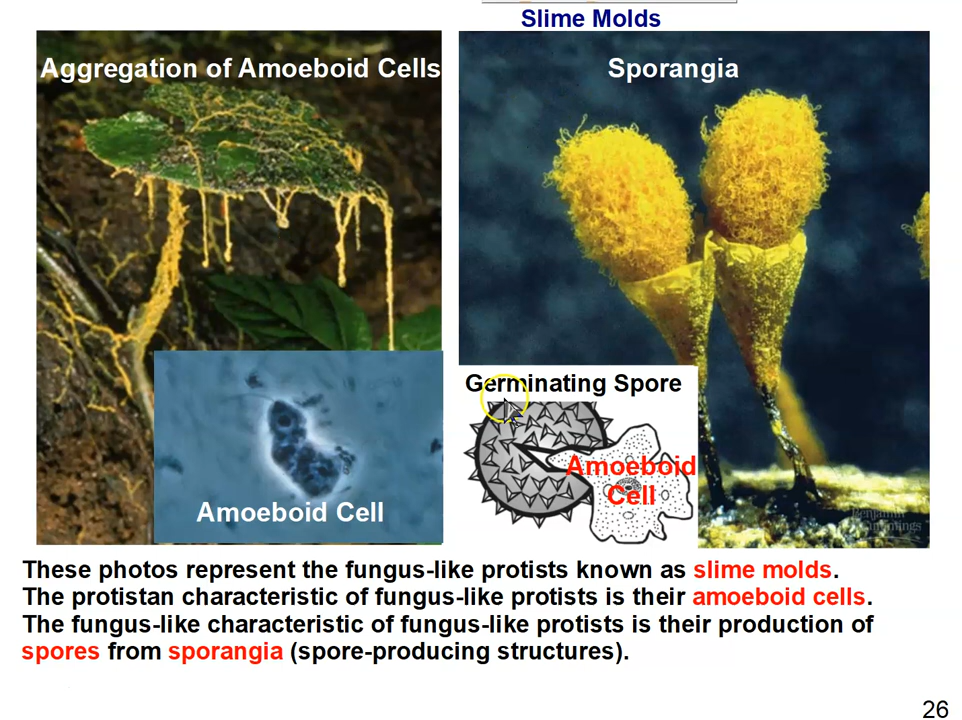 Slime Molds
Aggregation of Amoeboid Cells
Sporangia
Germinating Spore
Amoeboid
Cell
Amoeboid Cell
Benjamin
Cummings
These photos represent the fungus-like protists known as slime molds.
The protistan characteristic of fungus-like protists is their amoeboid cells.
The fungus-like characteristic of fungus-like protists is their production of
spores from sporangia (spore-producing structures).
26